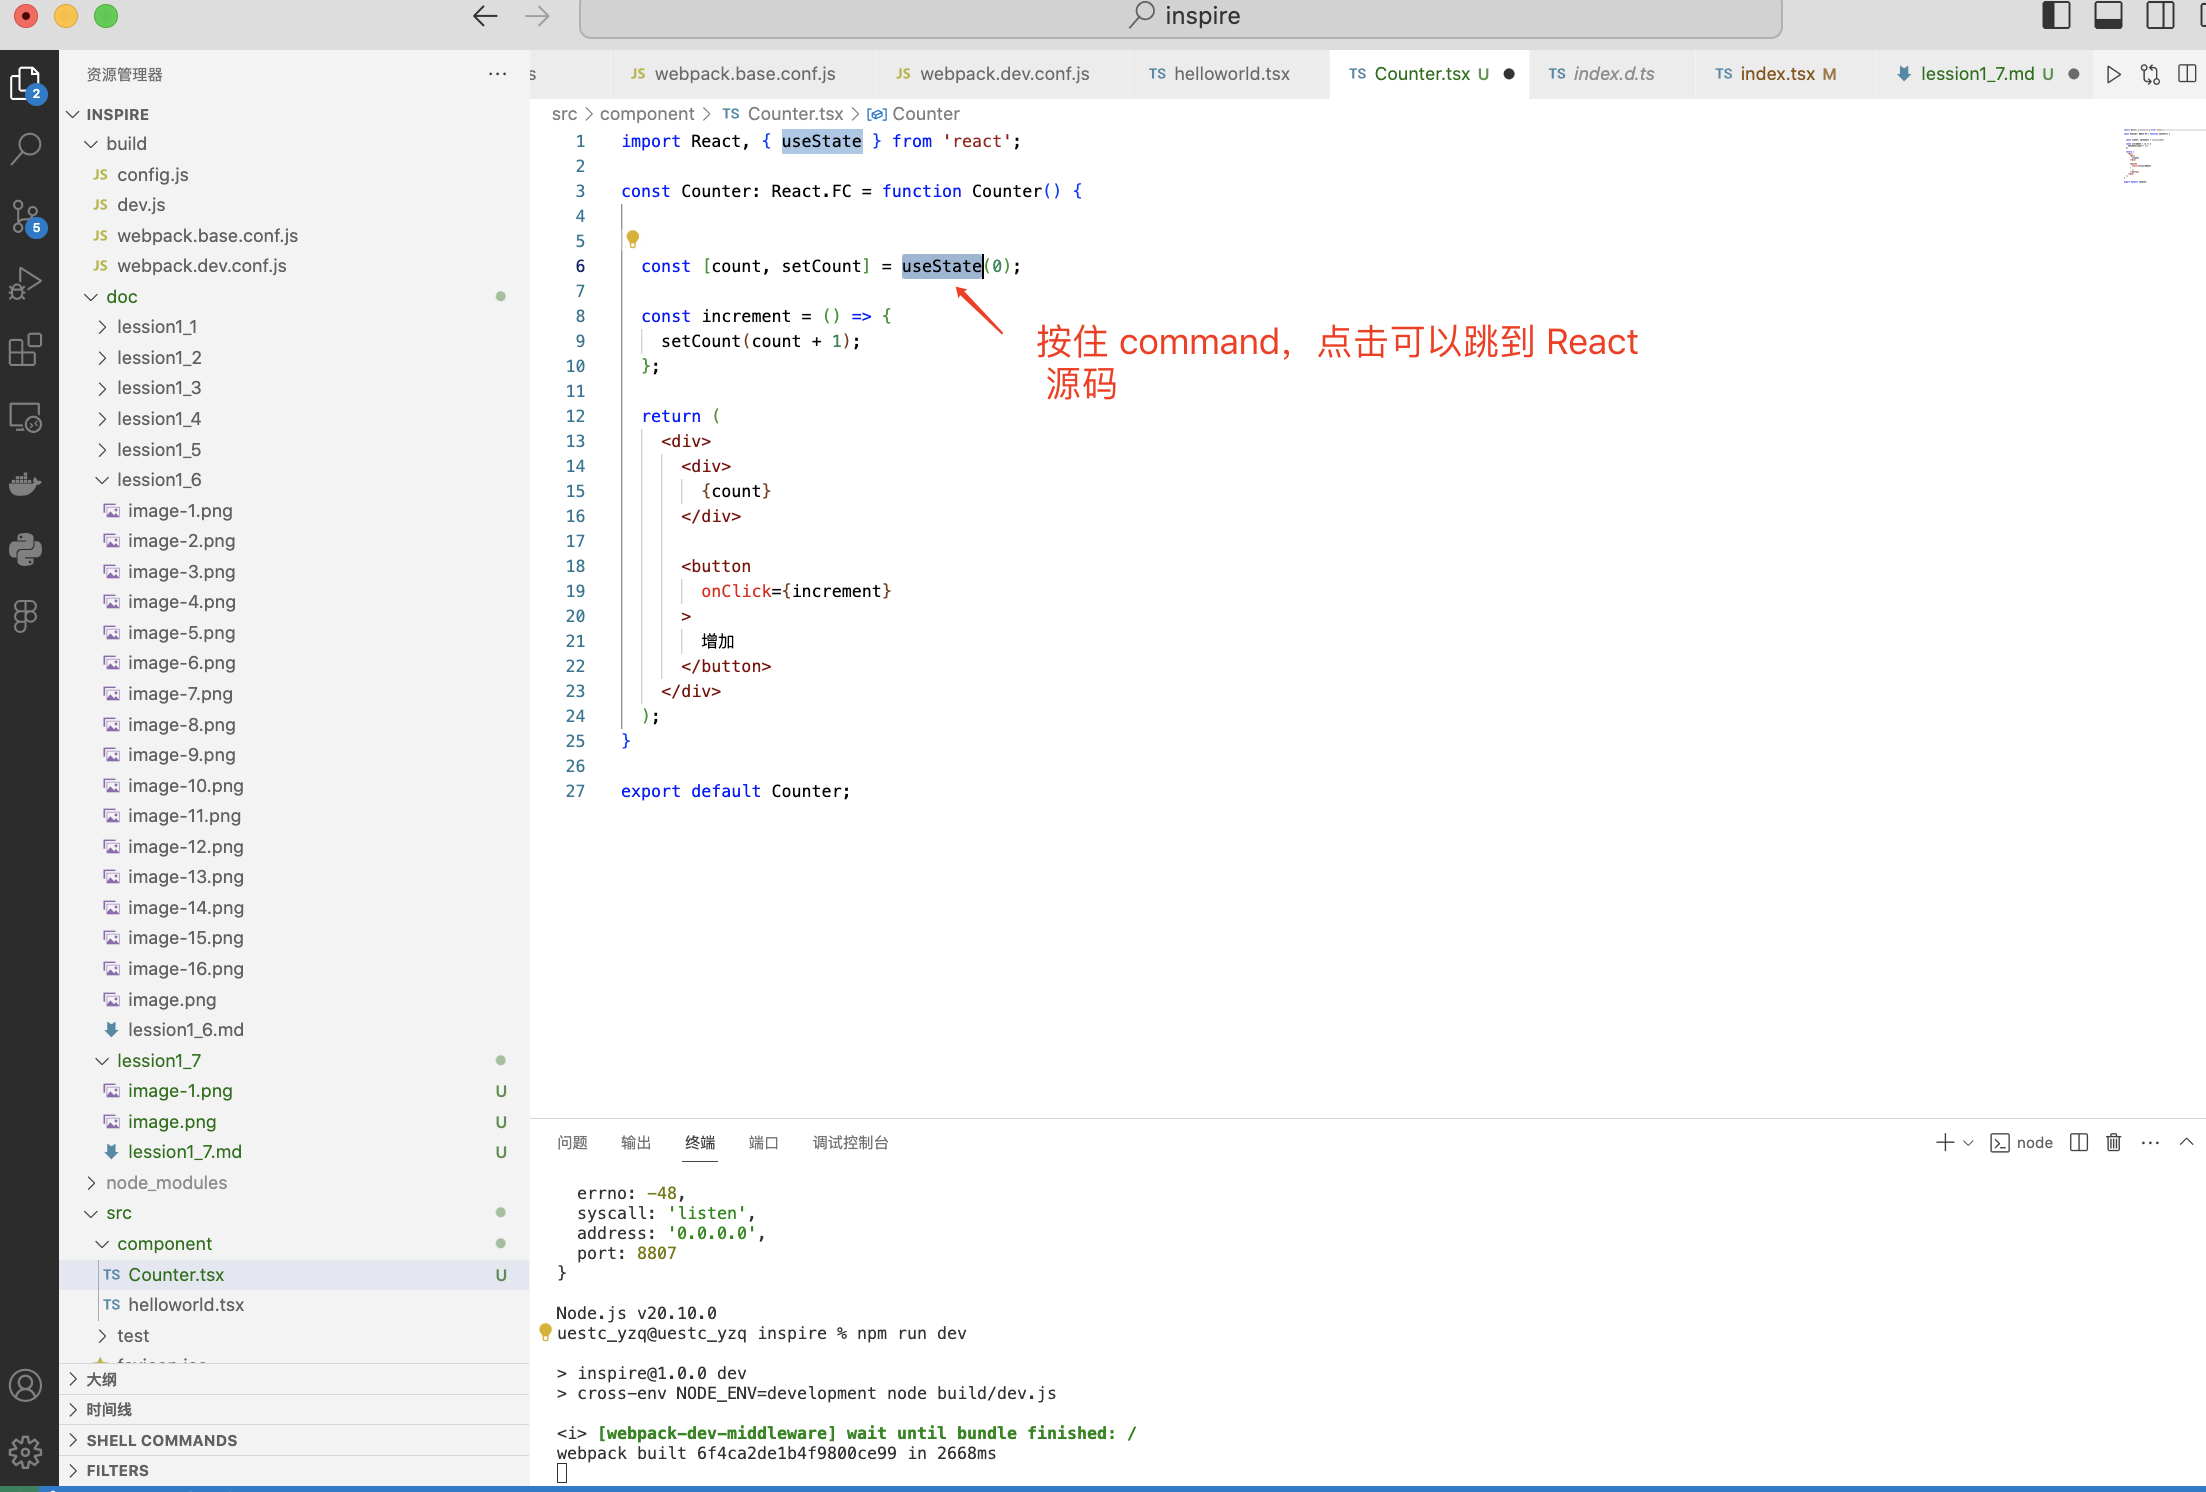 inspire
资源管理器
2
5
INSPIRE
build
JS config.js
JS dev.js
JS webpack.base.conf.js
JS webpack.dev.conf.js
doc
lession1_1
lession1_2
lession1_3
lession1_4
lession1_5
lession1_6
image-1.png
image-2.png
image-3.png
image-4.png
image-5.png
image-6.png
image-7.png
image-8.png
image-9.png
image-10.png
image-11.png
image-12.png
image-13.png
image-14.png
image-15.png
image-16.png
image.png
lession1_6.md
lession1_7
image-1.png U
image.png U
lession1_7.md U
node_modules
src
component
TS Counter.tsx U
TS helloworld.tsx
test
大纲
时间线
SHELL COMMANDS
FILTERS
s JS webpack.base.conf.js JS webpack.dev.conf.js TS helloworld.tsx TS Counter.tsx U TS index.d.ts TS index.tsx M lession1_7.md U
src > component > TS Counter.tsx > Counter
1 import React, { useState } from 'react';
2
3 const Counter: React.FC = function Counter() {
4
5
6 const [count, setCount] = useState(0);
7
8 const increment = () => {
9 setCount(count + 1);
10 };
11
12 return (
13 <div>
14 <div>
15 {count}
16 </div>
17
18 <button
19 onClick={increment}
20 >
21 增加
22 </button>
23 </div>
24 );
25 }
26
27 export default Counter;
按住 command，点击可以跳到 React
源码
问题 输出 终端 端口 调试控制台 node
errno: -48,
syscall: 'listen',
address: '0.0.0.0',
port: 8807
}
Node.js v20.10.0
uestc_yzq@uestc_yzq inspire % npm run dev
> inspire@1.0.0 dev
> cross-env NODE_ENV=development node build/dev.js
<i> [webpack-dev-middleware] wait until bundle finished: /
webpack built 6f4ca2de1b4f9800ce99 in 2668ms